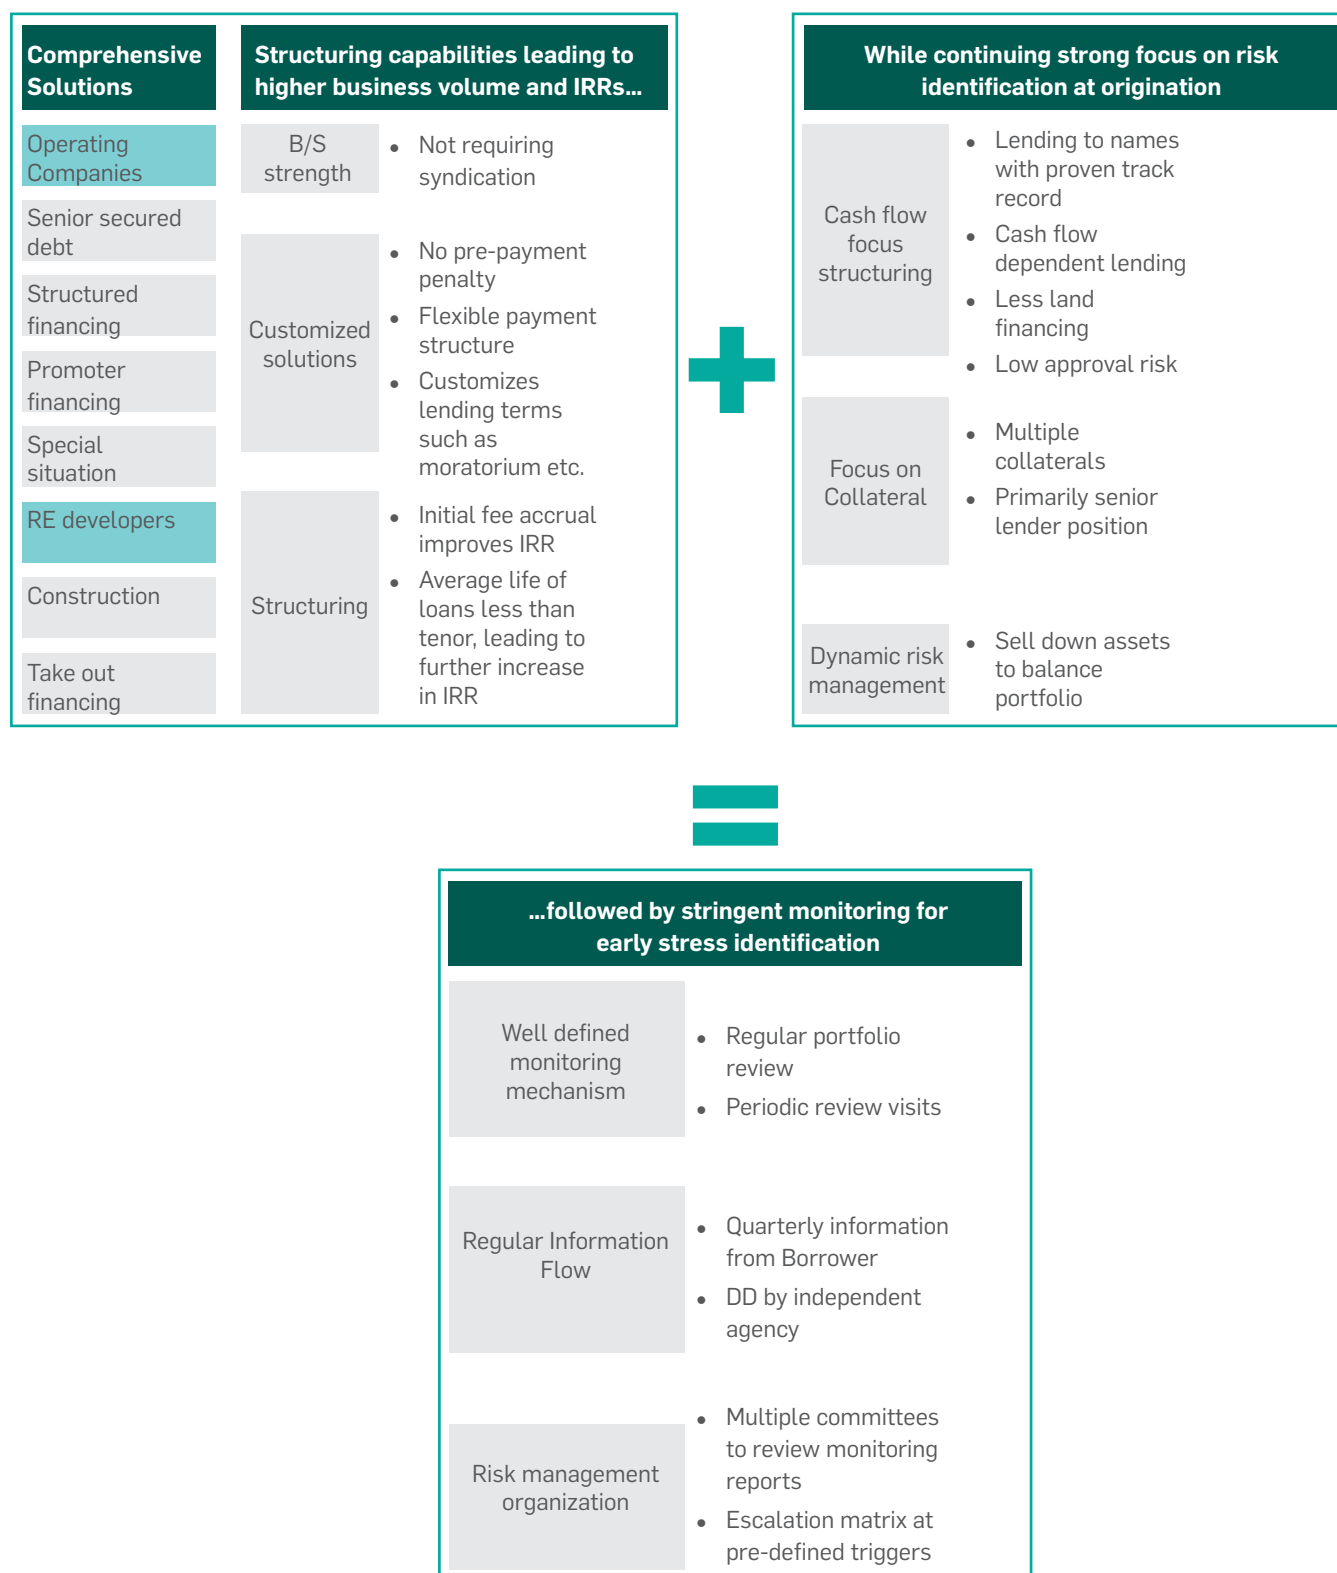 Comprehensive
Solutions
Operating
Companies
Senior secured
debt
Structured
financing
Promoter
financing
Special
situation
RE developers
Construction
Take out
financing
Structuring capabilities leading to
higher business volume and IRRs...
B/S
strength
• Not requiring
syndication
Customized
solutions
• No pre-payment
penalty
• Flexible payment
structure
• Customizes
lending terms
such as
moratorium etc.
Structuring
• Initial fee accrual
improves IRR
• Average life of
loans less than
tenor, leading to
further increase
in IRR
+
While continuing strong focus on risk
identification at origination
Cash flow
focus
structuring
• Lending to names
with proven track
record
• Cash flow
dependent lending
• Less land
financing
• Low approval risk
Focus on
Collateral
• Multiple
collaterals
• Primarily senior
lender position
Dynamic risk
management
• Sell down assets
to balance
portfolio
=
...followed by stringent monitoring for
early stress identification
Well defined
monitoring
mechanism
• Regular portfolio
review
• Periodic review visits
Regular Information
Flow
• Quarterly information
from Borrower
• DD by independent
agency
Risk management
organization
• Multiple committees
to review monitoring
reports
• Escalation matrix at
pre-defined triggers